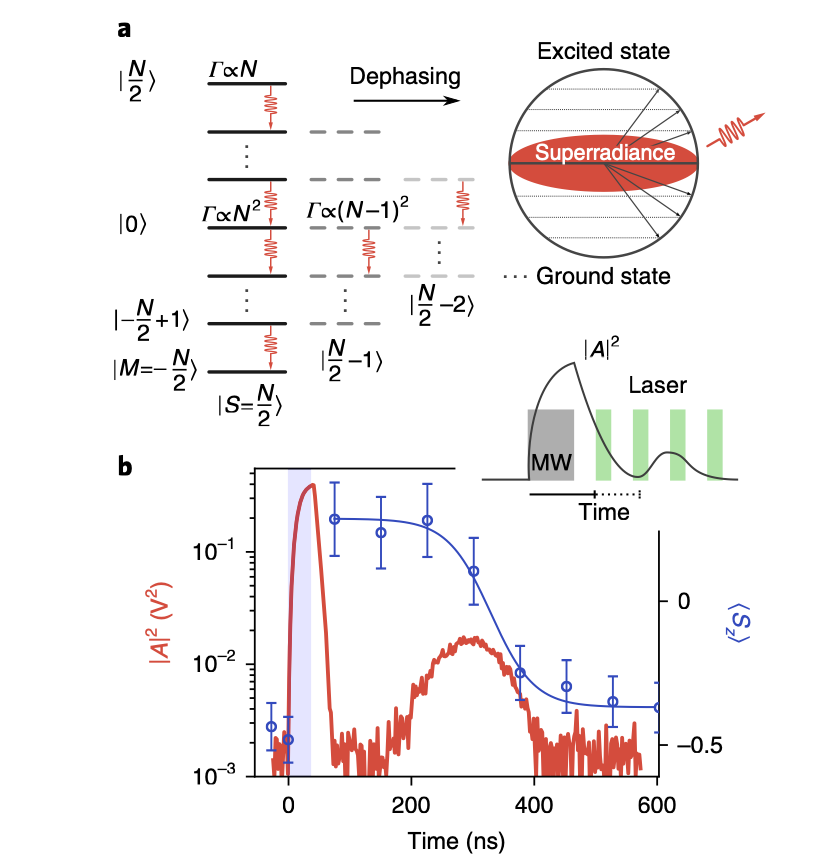 a
|N/2⟩
Γ∝N
Dephasing
Excited state
Superradiance
|0⟩
Γ∝N²
Γ∝(N−1)²
Ground state
|−N/2+1⟩
|N/2−2⟩
|M=−N/2⟩
|N/2−1⟩
|S=N/2⟩
|A|²
Laser
MW
Time
b
10⁻¹
10⁻²
10⁻³
|A|² (V²)
0
−0.5
⟨S_z⟩
0
200
400
600
Time (ns)